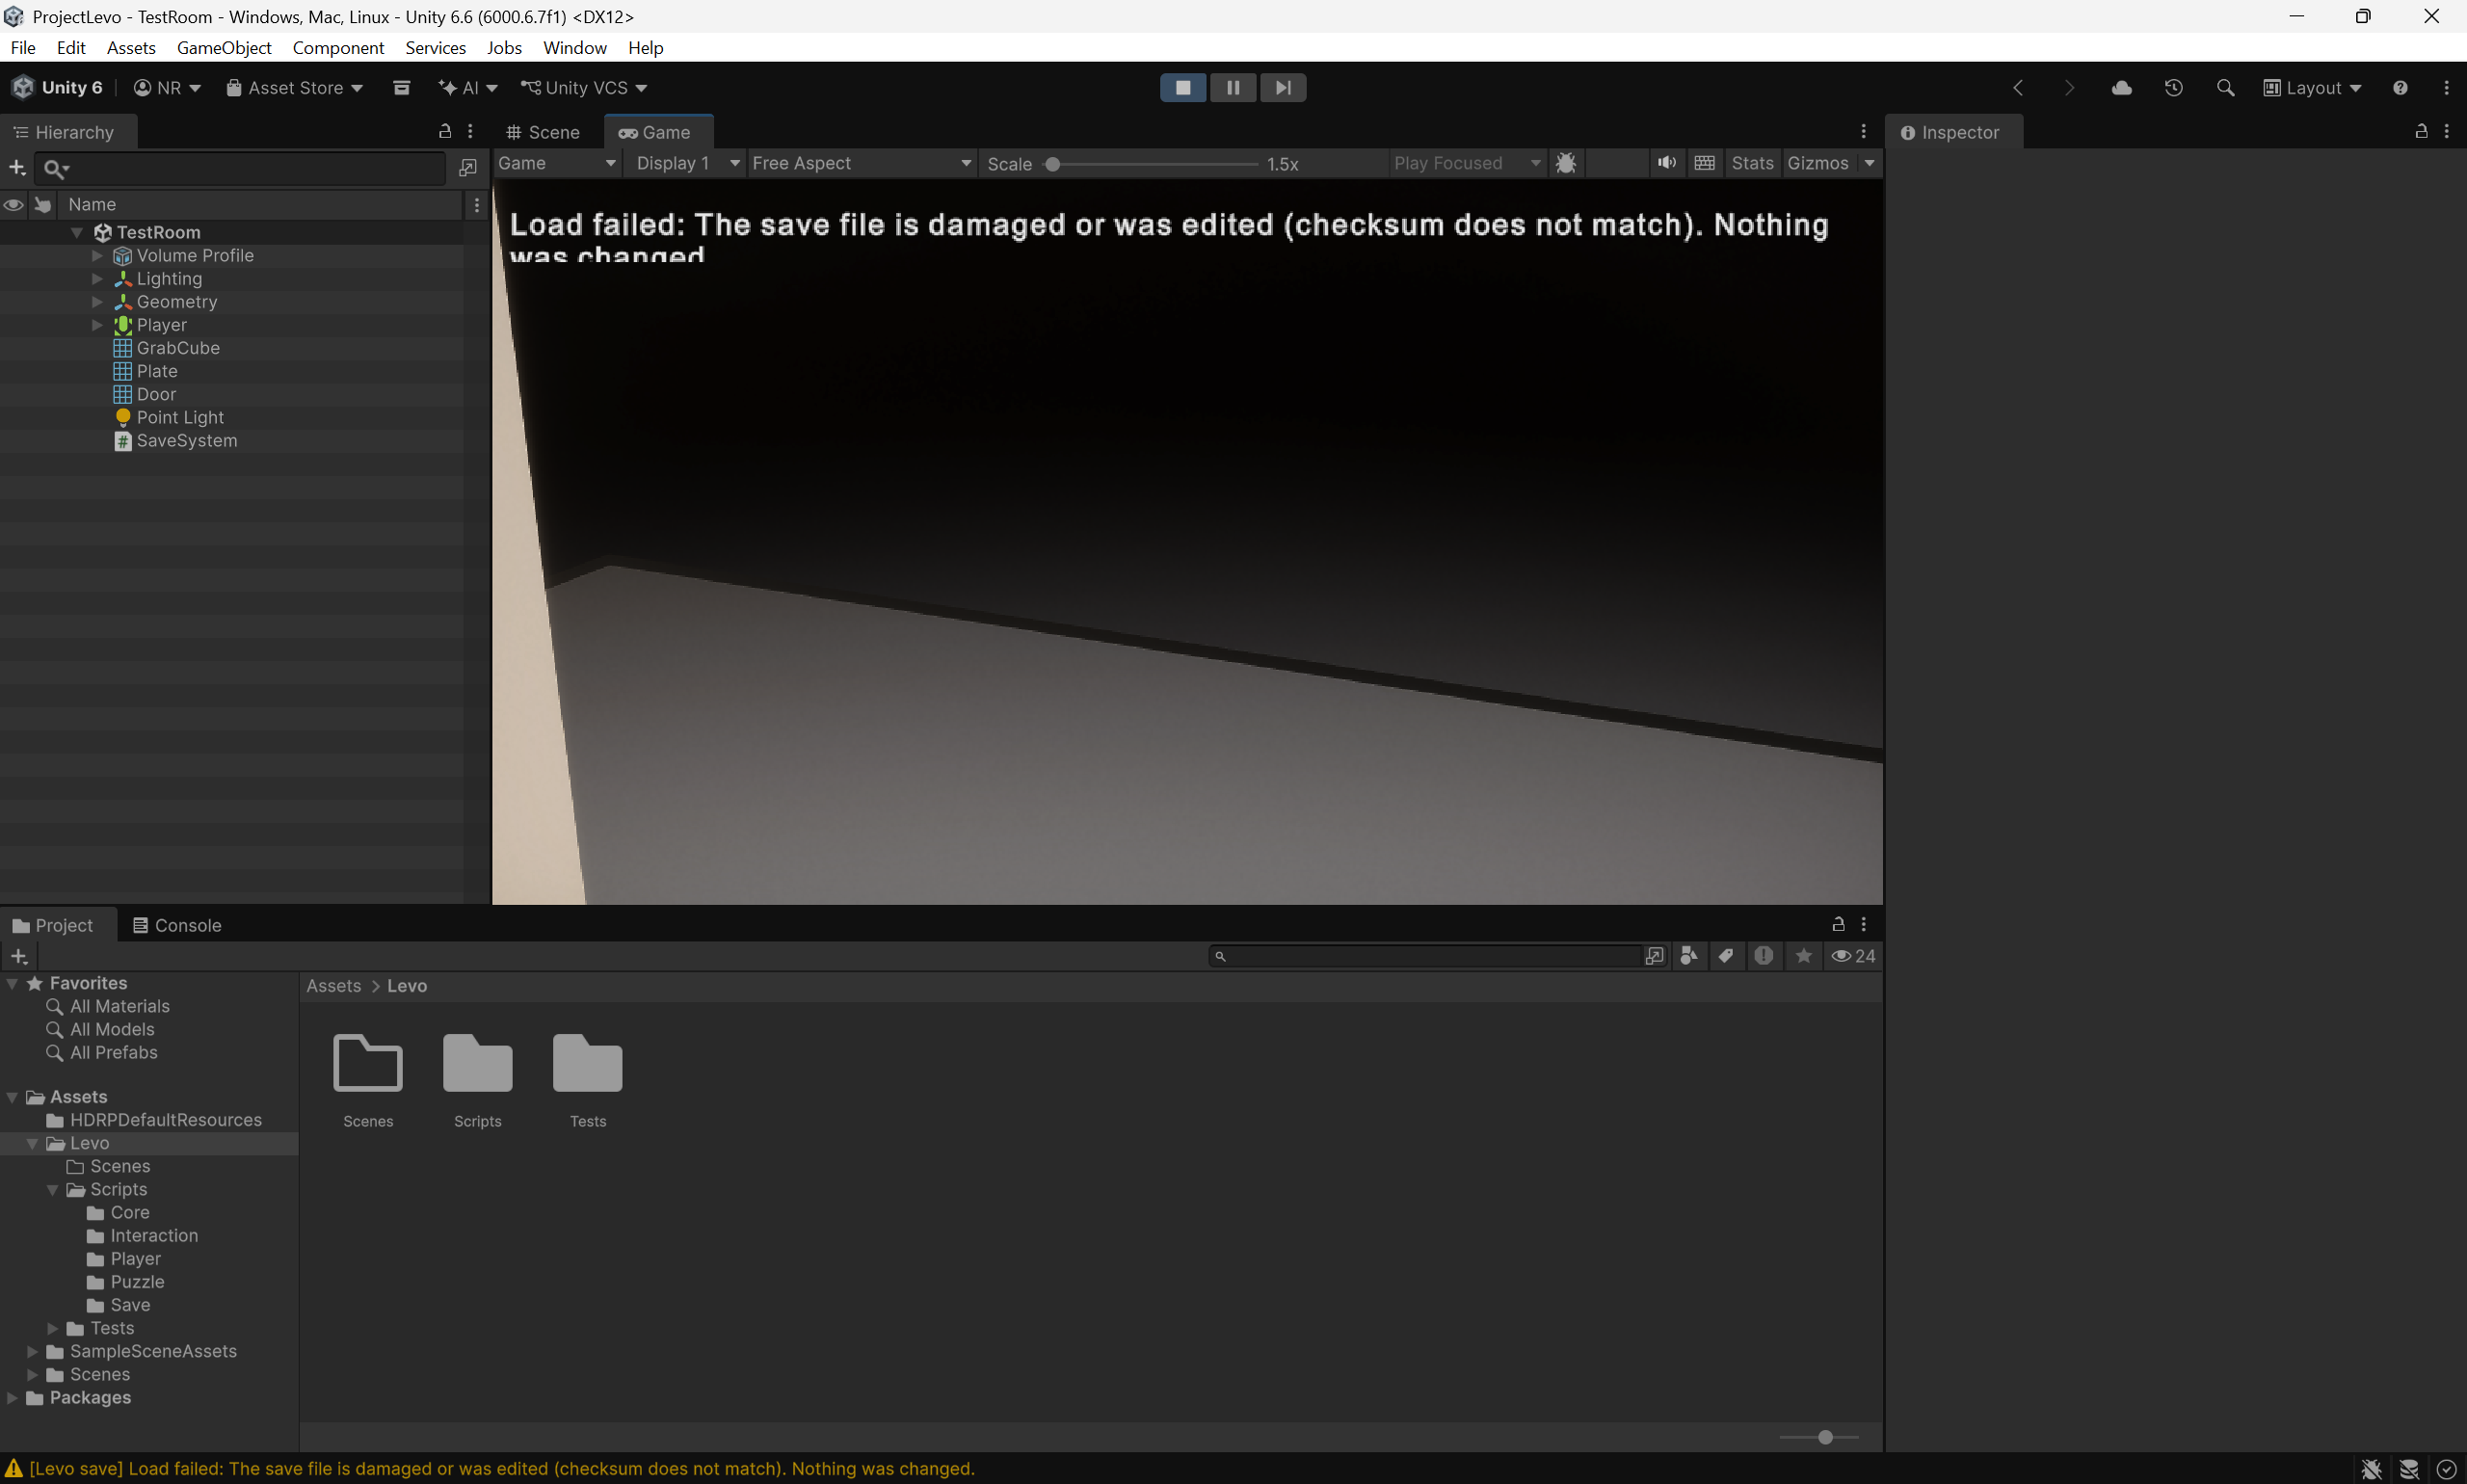 ProjectLevo - TestRoom - Windows, Mac, Linux - Unity 6.6 (6000.6.7f1) <DX12>
File Edit Assets GameObject Component Services Jobs Window Help
Unity 6 NR Asset Store AI Unity VCS Layout
Hierarchy Scene Game Inspector
Game Display 1 Free Aspect Scale 1.5x Play Focused Stats Gizmos
Name
TestRoom
Volume Profile
Lighting
Geometry
Player
GrabCube
Plate
Door
Point Light
SaveSystem
Load failed: The save file is damaged or was edited (checksum does not match). Nothing
was changed
Project Console
24
Favorites
All Materials
All Models
All Prefabs
Assets
HDRPDefaultResources
Levo
Scenes
Scripts
Core
Interaction
Player
Puzzle
Save
Tests
SampleSceneAssets
Scenes
Packages
Assets > Levo
Scenes Scripts Tests
[Levo save] Load failed: The save file is damaged or was edited (checksum does not match). Nothing was changed.